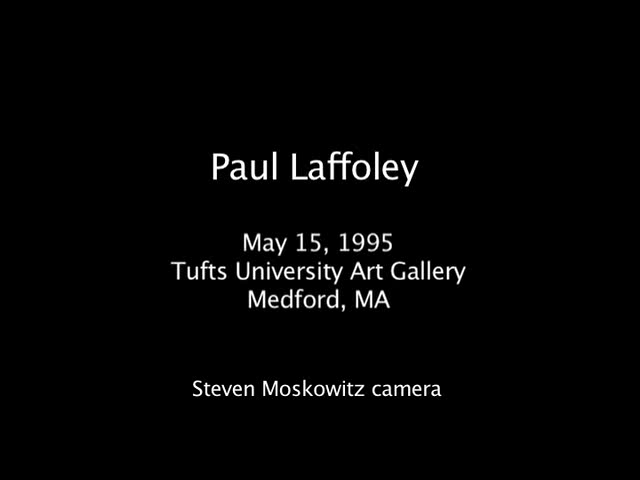 Paul Laffoley
May 15, 1995
Tufts University Art Gallery
Medford, MA
Steven Moskowitz camera